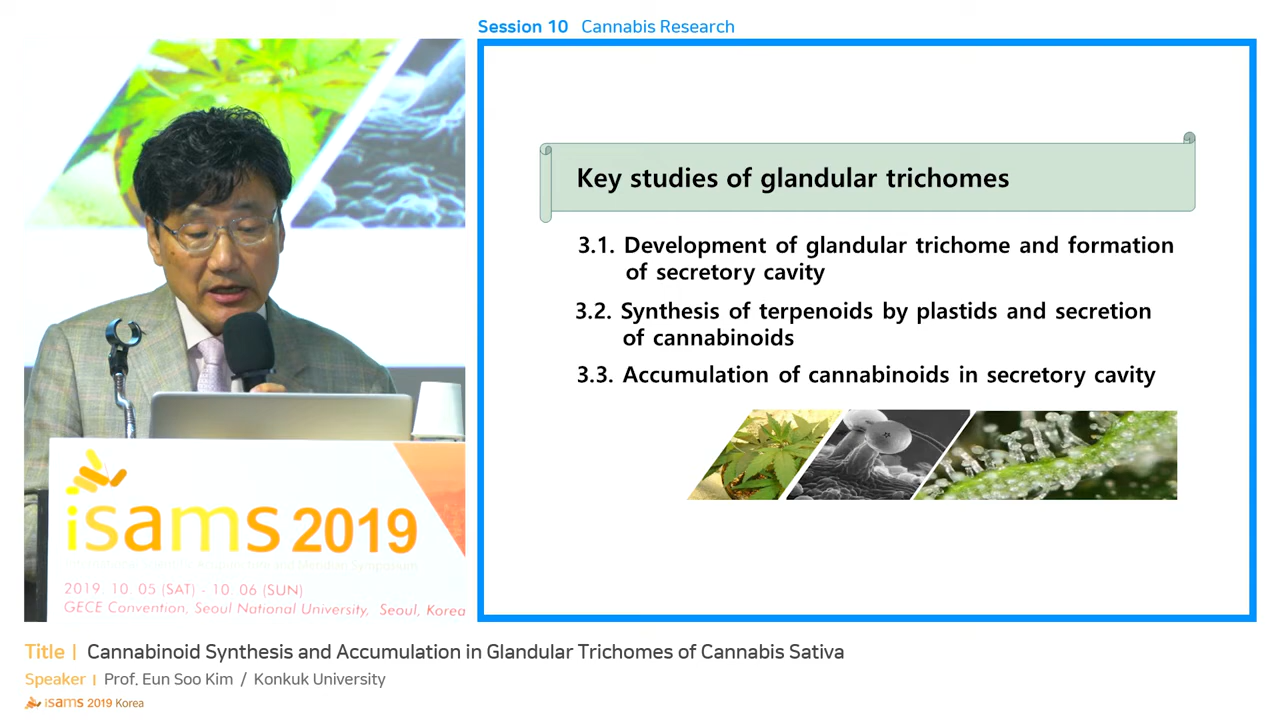 Session 10 Cannabis Research
Key studies of glandular trichomes
3.1. Development of glandular trichome and formation
of secretory cavity
3.2. Synthesis of terpenoids by plastids and secretion
of cannabinoids
3.3. Accumulation of cannabinoids in secretory cavity
isams 2019
2019. 10. 05 (SAT) - 10. 06 (SUN)
GECE Convention, Seoul National University, Seoul, Korea
Title | Cannabinoid Synthesis and Accumulation in Glandular Trichomes of Cannabis Sativa
Speaker | Prof. Eun Soo Kim / Konkuk University
isams 2019 Korea